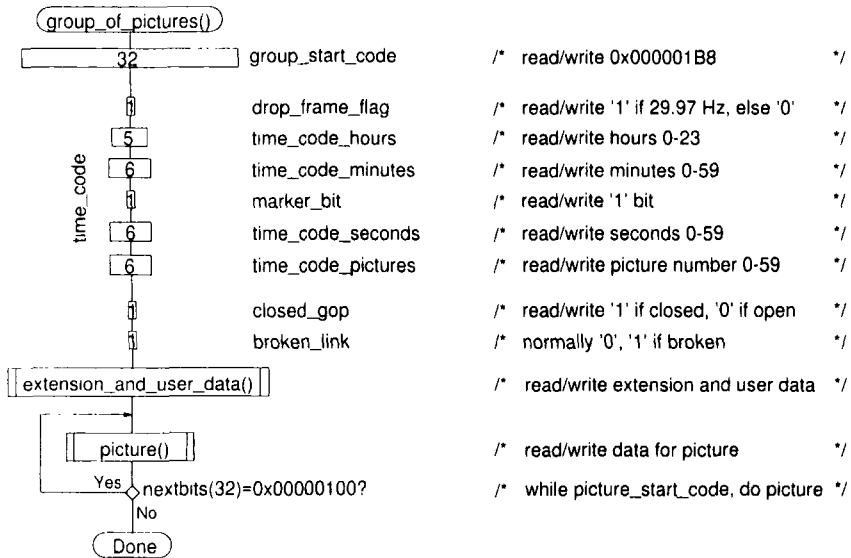 group_of_pictures()
32 group_start_code /* read/write 0x000001B8 */
1 drop_frame_flag /* read/write '1' if 29.97 Hz, else '0' */
5 time_code_hours /* read/write hours 0-23 */
6 time_code_minutes /* read/write minutes 0-59 */
time_code
1 marker_bit /* read/write '1' bit */
6 time_code_seconds /* read/write seconds 0-59 */
6 time_code_pictures /* read/write picture number 0-59 */
1 closed_gop /* read/write '1' if closed, '0' if open */
1 broken_link /* normally '0', '1' if broken */
extension_and_user_data() /* read/write extension and user data */
picture() /* read/write data for picture */
Yes nextbits(32)=0x00000100? /* while picture_start_code, do picture */
No
Done